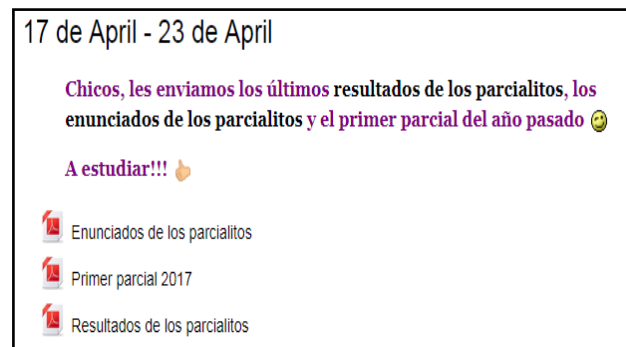 17 de April - 23 de April
Chicos, les enviamos los últimos resultados de los parcialitos, los
enunciados de los parcialitos y el primer parcial del año pasado
A estudiar!!!
Enunciados de los parcialitos
Primer parcial 2017
Resultados de los parcialitos